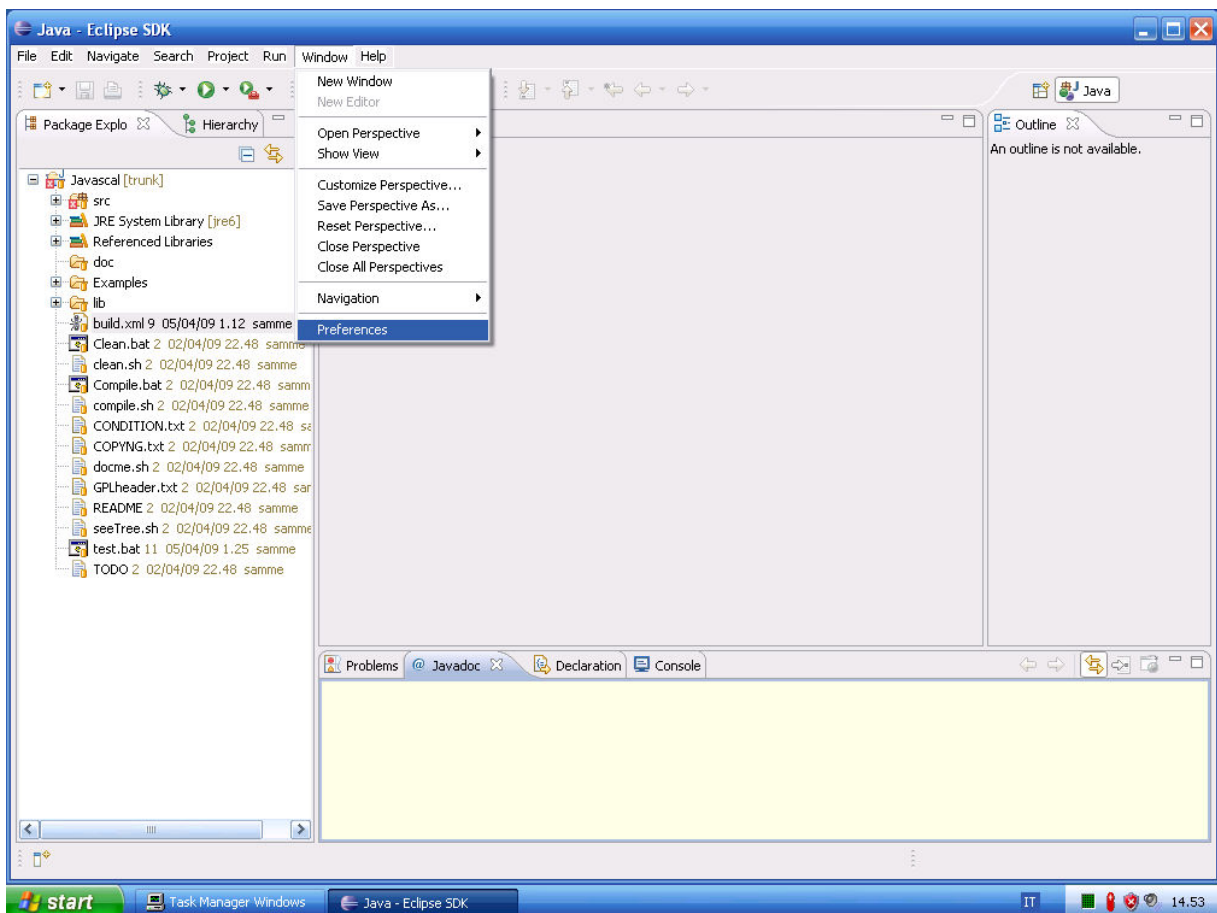 Java - Eclipse SDK
File Edit Navigate Search Project Run Window Help
New Window
New Editor
Open Perspective
Show View
Customize Perspective...
Save Perspective As...
Reset Perspective...
Close Perspective
Close All Perspectives
Navigation
Preferences
Java
Package Explo Hierarchy
Outline
An outline is not available.
Javascal [trunk]
src
JRE System Library [jre6]
Referenced Libraries
doc
Examples
lib
build.xml 9 05/04/09 1.12 samme
Clean.bat 2 02/04/09 22.48 samme
clean.sh 2 02/04/09 22.48 samme
Compile.bat 2 02/04/09 22.48 samm
compile.sh 2 02/04/09 22.48 samme
CONDITION.txt 2 02/04/09 22.48 sa
COPYNG.txt 2 02/04/09 22.48 samm
docme.sh 2 02/04/09 22.48 samme
GPLheader.txt 2 02/04/09 22.48 sam
README 2 02/04/09 22.48 samme
seeTree.sh 2 02/04/09 22.48 samme
test.bat 11 05/04/09 1.25 samme
TODO 2 02/04/09 22.48 samme
Problems @ Javadoc Declaration Console
start Task Manager Windows Java - Eclipse SDK IT 14.53